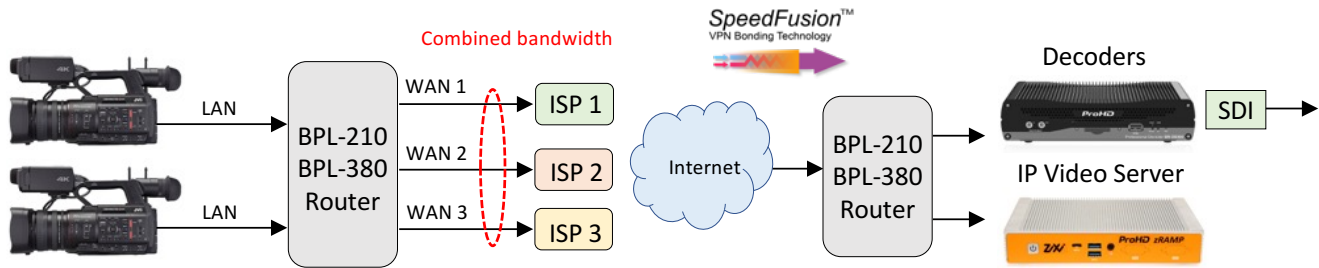 SpeedFusion™
VPN Bonding Technology
Combined bandwidth
Decoders
4K
LAN
WAN 1
ISP 1
ProHD
SDI
BPL-210
BPL-380
Router
WAN 2
ISP 2
Internet
BPL-210
BPL-380
Router
IP Video Server
4K
LAN
WAN 3
ISP 3
ProHD zRAMP